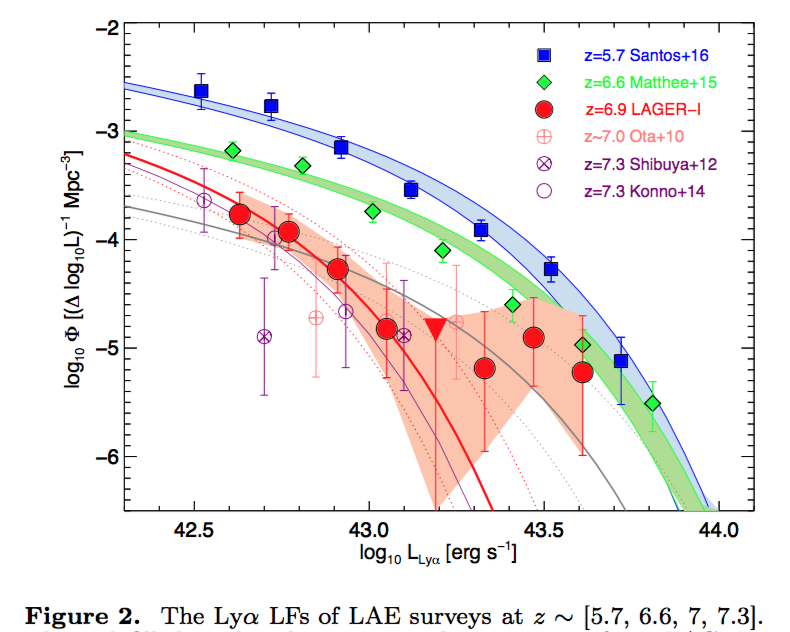 −2
−3
−4
−5
−6
log₁₀ Φ [(Δ log₁₀L)⁻¹ Mpc⁻³]
z=5.7 Santos+16
z=6.6 Matthee+15
z=6.9 LAGER−I
z~7.0 Ota+10
z=7.3 Shibuya+12
z=7.3 Konno+14
42.5 43.0 43.5 44.0
log₁₀ L_Lyα [erg s⁻¹]
Figure 2. The Lyα LFs of LAE surveys at z ∼ [5.7, 6.6, 7, 7.3].